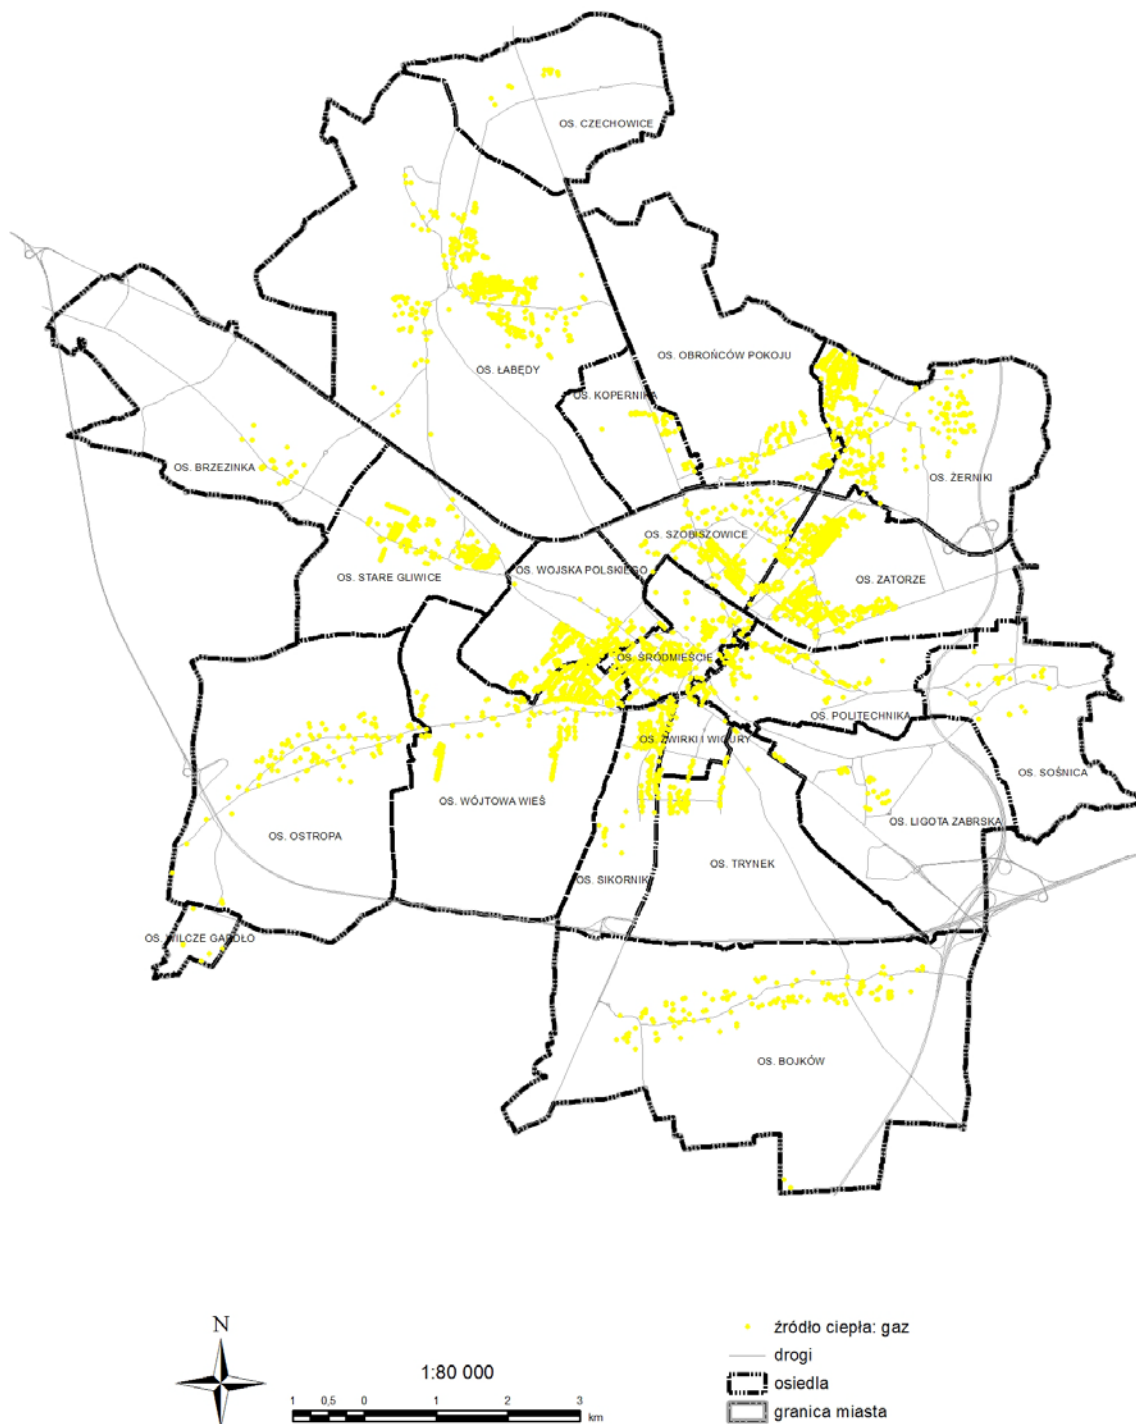 OS. CZECHOWICE
OS. OBROŃCÓW POKOJU
OS. ŁABĘDY
OS. KOPERNIKA
OS. BRZEZINKA
OS. ŻERNIKI
OS. SZOBISZOWICE
OS. WOJSKA POLSKIEGO
OS. STARE GLIWICE
OS. ZATORZE
OS. ŚRÓDMIEŚCIE
OS. POLITECHNIKA
OS. ŻWIRKI I WIGURY
OS. SOŚNICA
OS. WÓJTOWA WIEŚ
OS. LIGOTA ZABRSKA
OS. OSTROPA
OS. TRYNEK
OS. SIKORNIK
OS. WILCZE GARDŁO
OS. BOJKÓW
N
1:80 000
1 0,5 0 1 2 3
km
źródło ciepła: gaz
drogi
osiedla
granica miasta